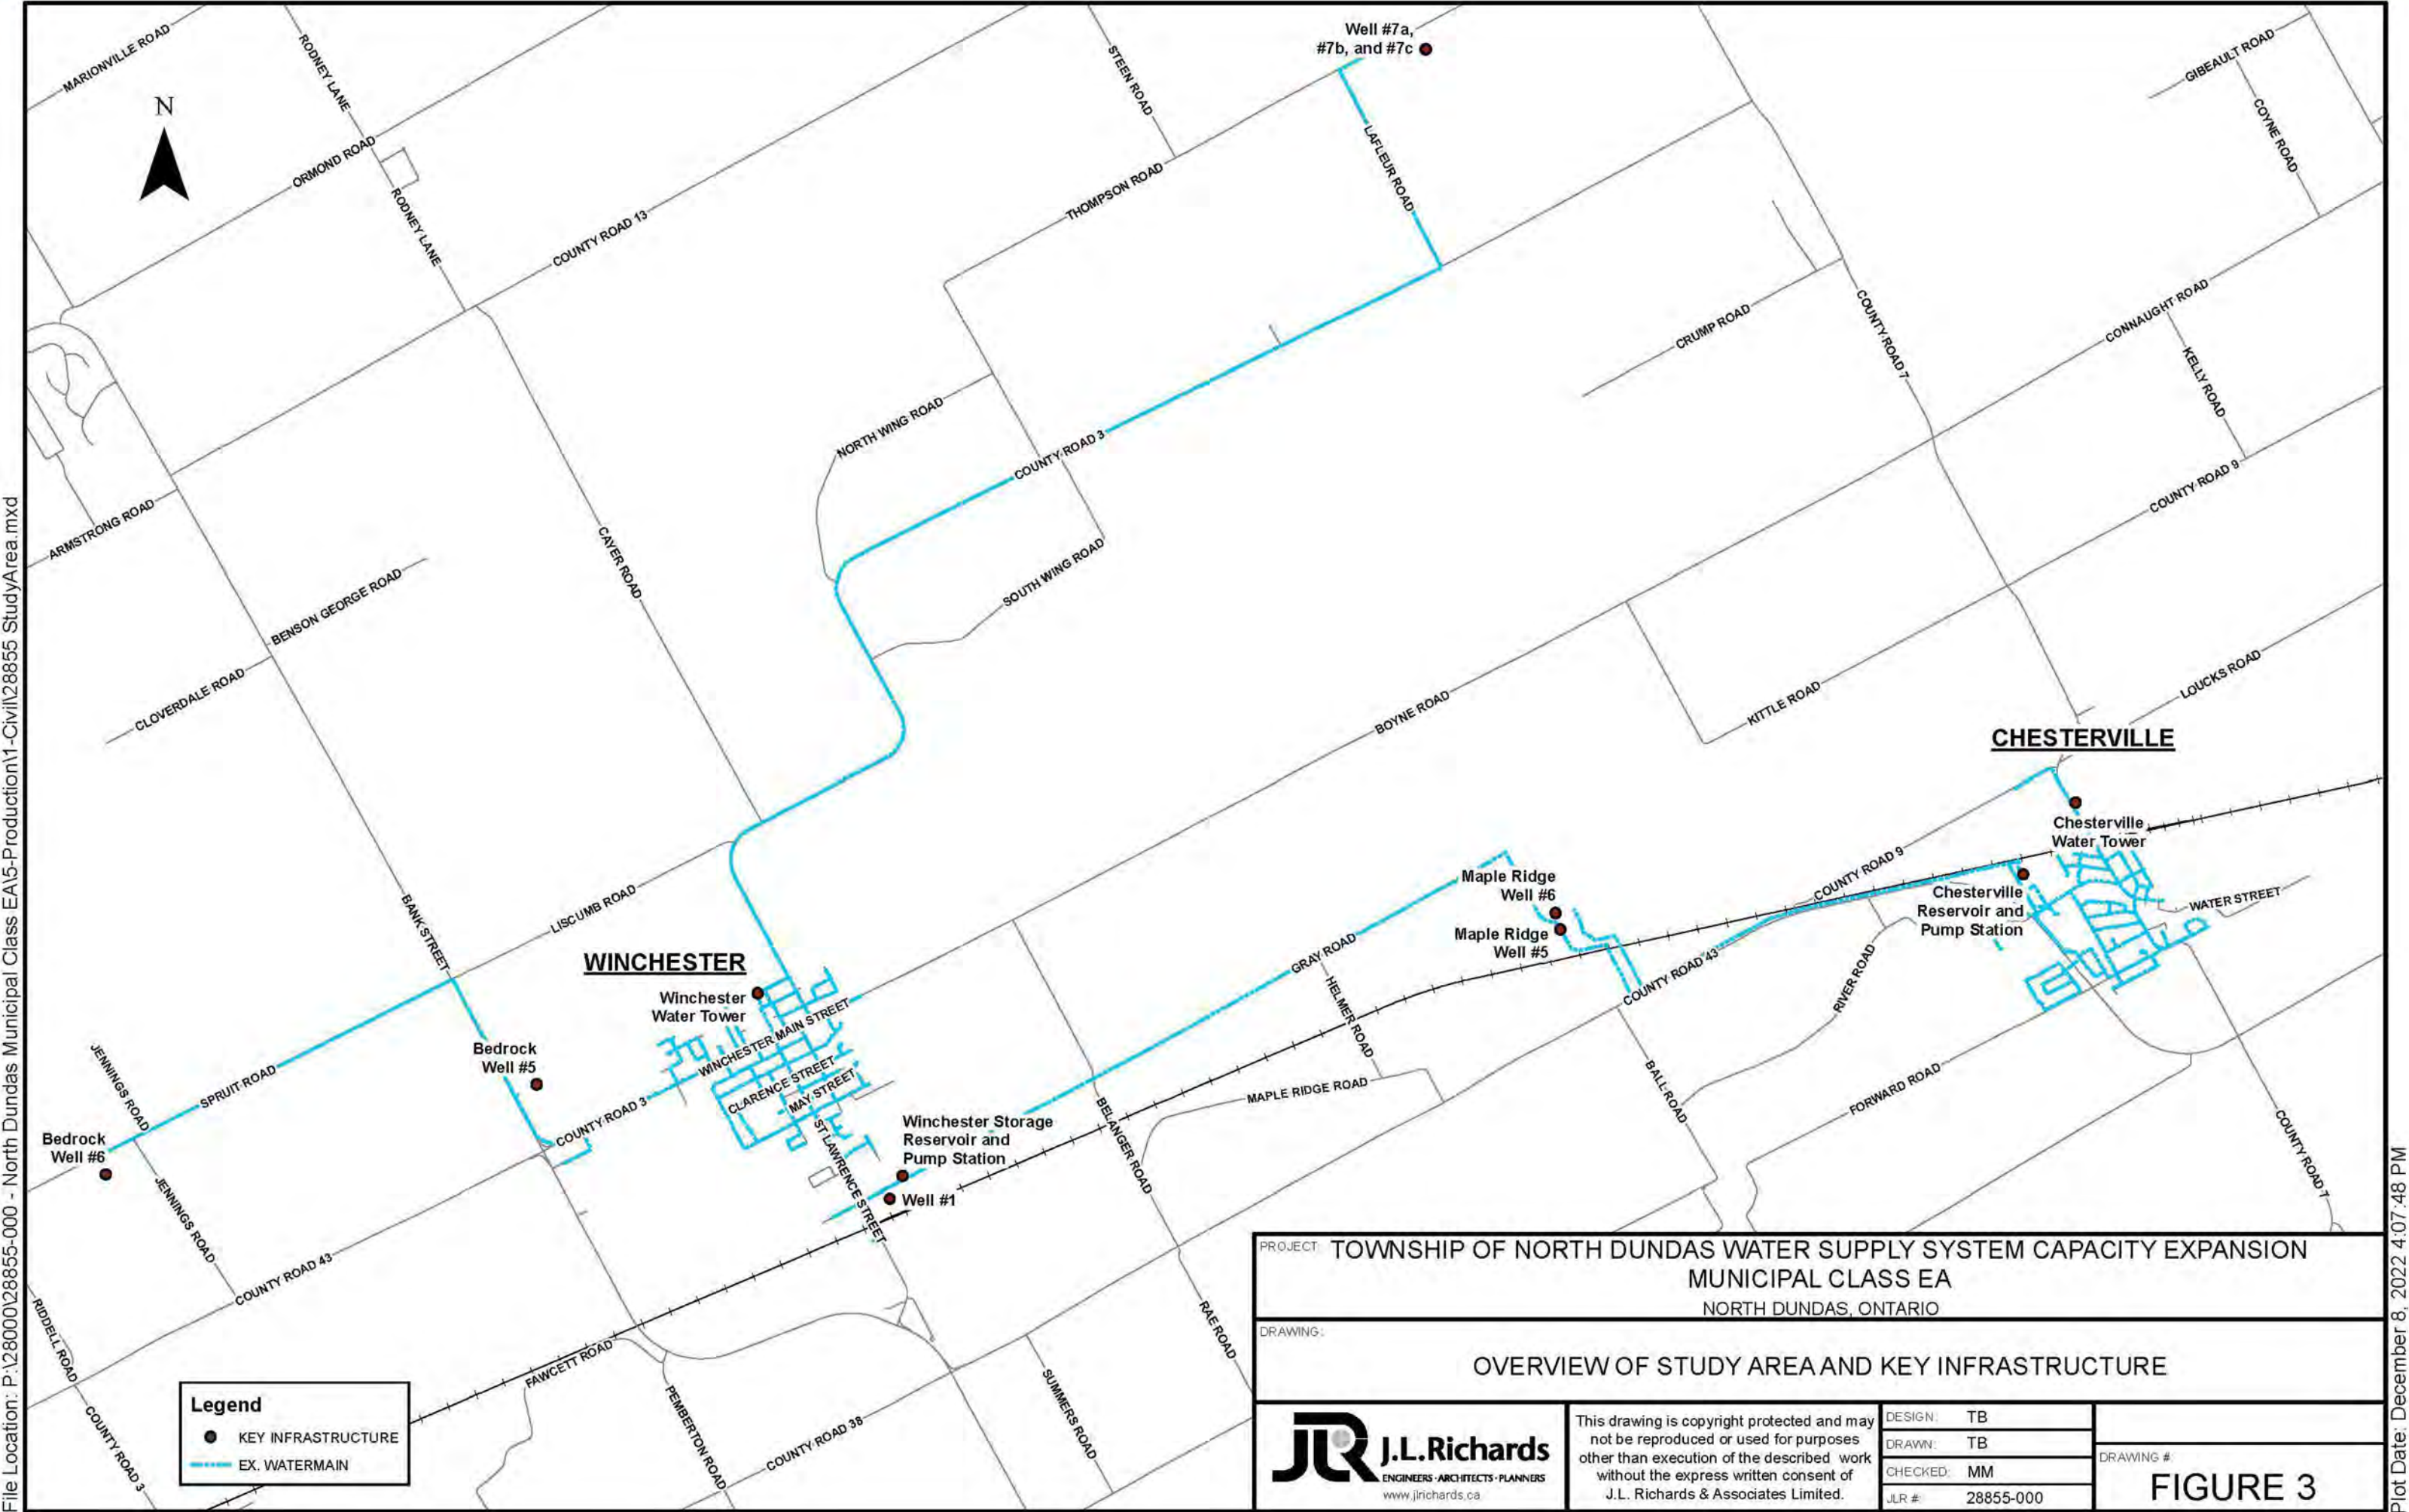 MARIONVILLE ROAD
RODNEY LANE
STEEN ROAD
Well #7a,
#7b, and #7c
GIBEAULT ROAD
COYNE ROAD
N
ORMOND ROAD
LAFLEUR ROAD
THOMPSON ROAD
RODNEY LANE
COUNTY ROAD 13
CONNAUGHT ROAD
COUNTY ROAD 7
CRUMP ROAD
KELLY ROAD
NORTH WING ROAD
COUNTY ROAD 3
COUNTY ROAD 9
ARMSTRONG ROAD
CAYER ROAD
SOUTH WING ROAD
BENSON GEORGE ROAD
CLOVERDALE ROAD
BOYNE ROAD
KITTLE ROAD
LOUCKS ROAD
CHESTERVILLE
Chesterville
Water Tower
COUNTY ROAD 9
Maple Ridge
Well #6
Maple Ridge
Well #5
Chesterville
Reservoir and
Pump Station
WATER STREET
BANK STREET
LISCUMB ROAD
WINCHESTER
Winchester
Water Tower
GRAY ROAD
HELMER ROAD
COUNTY ROAD 43
RIVER ROAD
WINCHESTER MAIN STREET
CLARENCE STREET
MAY STREET
Bedrock
Well #5
SPRUIT ROAD
JENNINGS ROAD
COUNTY ROAD 3
MAPLE RIDGE ROAD
BALL ROAD
FORWARD ROAD
COUNTY ROAD 7
Bedrock
Well #6
JENNINGS ROAD
ST LAWRENCE STREET
Winchester Storage
Reservoir and
Pump Station
Well #1
BELANGER ROAD
COUNTY ROAD 43
RIDDELL ROAD
RAE ROAD
FAWCETT ROAD
PEMBERTON ROAD
SUMMERS ROAD
COUNTY ROAD 38
COUNTY ROAD 3
Legend
KEY INFRASTRUCTURE
EX. WATERMAIN
PROJECT: TOWNSHIP OF NORTH DUNDAS WATER SUPPLY SYSTEM CAPACITY EXPANSION
MUNICIPAL CLASS EA
NORTH DUNDAS, ONTARIO
DRAWING:
OVERVIEW OF STUDY AREA AND KEY INFRASTRUCTURE
JLR J.L.Richards
ENGINEERS · ARCHITECTS · PLANNERS
www.jlrichards.ca
This drawing is copyright protected and may
not be reproduced or used for purposes
other than execution of the described work
without the express written consent of
J.L. Richards & Associates Limited.
DESIGN: TB
DRAWN: TB
CHECKED: MM
JLR #: 28855-000
DRAWING #
FIGURE 3
File Location: P:\28000\28855-000 - North Dundas Municipal Class EA\5-Production\1-Civil\28855 StudyArea.mxd
Plot Date: December 8, 2022 4:07:48 PM